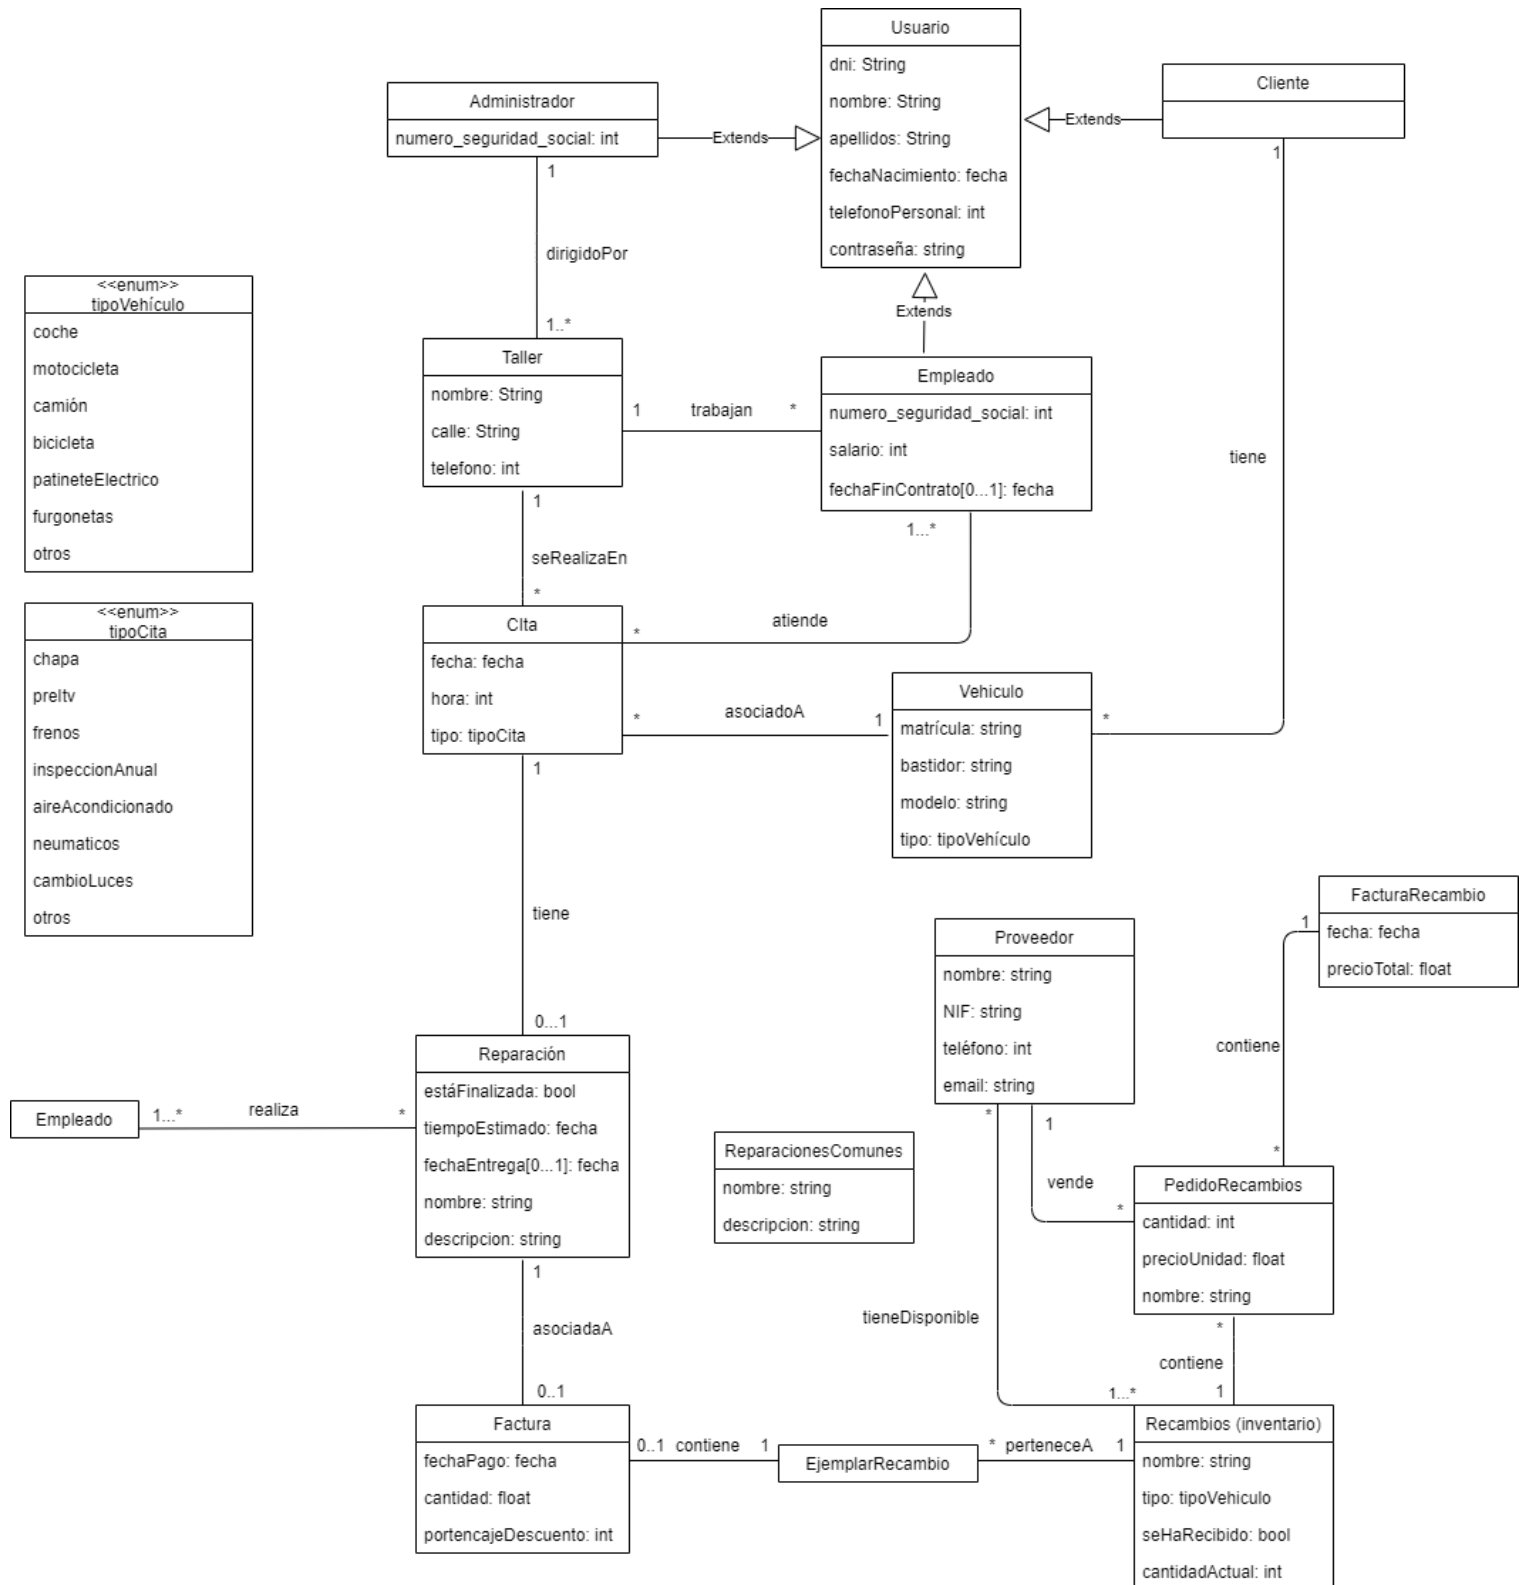 Usuario
dni: String
nombre: String
apellidos: String
fechaNacimiento: fecha
telefonoPersonal: int
contraseña: string
Administrador
numero_seguridad_social: int
Extends
Extends
Cliente
1
1
dirigidoPor
1..*
Extends
<<enum>>
tipoVehículo
coche
motocicleta
camión
bicicleta
patineteElectrico
furgonetas
otros
Taller
nombre: String
calle: String
telefono: int
1
trabajan
*
Empleado
numero_seguridad_social: int
salario: int
fechaFinContrato[0...1]: fecha
tiene
1
seRealizaEn
*
1...*
<<enum>>
tipoCita
chapa
preItv
frenos
inspeccionAnual
aireAcondicionado
neumaticos
cambioLuces
otros
CIta
fecha: fecha
hora: int
tipo: tipoCita
*
atiende
*
asociadoA
1
Vehiculo
matrícula: string
bastidor: string
modelo: string
tipo: tipoVehículo
*
1
tiene
0...1
Proveedor
nombre: string
NIF: string
teléfono: int
email: string
FacturaRecambio
fecha: fecha
precioTotal: float
1
contiene
*
Empleado
1...*
realiza
*
Reparación
estáFinalizada: bool
tiempoEstimado: fecha
fechaEntrega[0...1]: fecha
nombre: string
descripcion: string
ReparacionesComunes
nombre: string
descripcion: string
*
1
vende
*
PedidoRecambios
cantidad: int
precioUnidad: float
nombre: string
1
asociadaA
0..1
tieneDisponible
1...*
*
contiene
1
Factura
fechaPago: fecha
cantidad: float
portencajeDescuento: int
0..1
contiene
1
EjemplarRecambio
*
perteneceA
1
Recambios (inventario)
nombre: string
tipo: tipoVehiculo
seHaRecibido: bool
cantidadActual: int